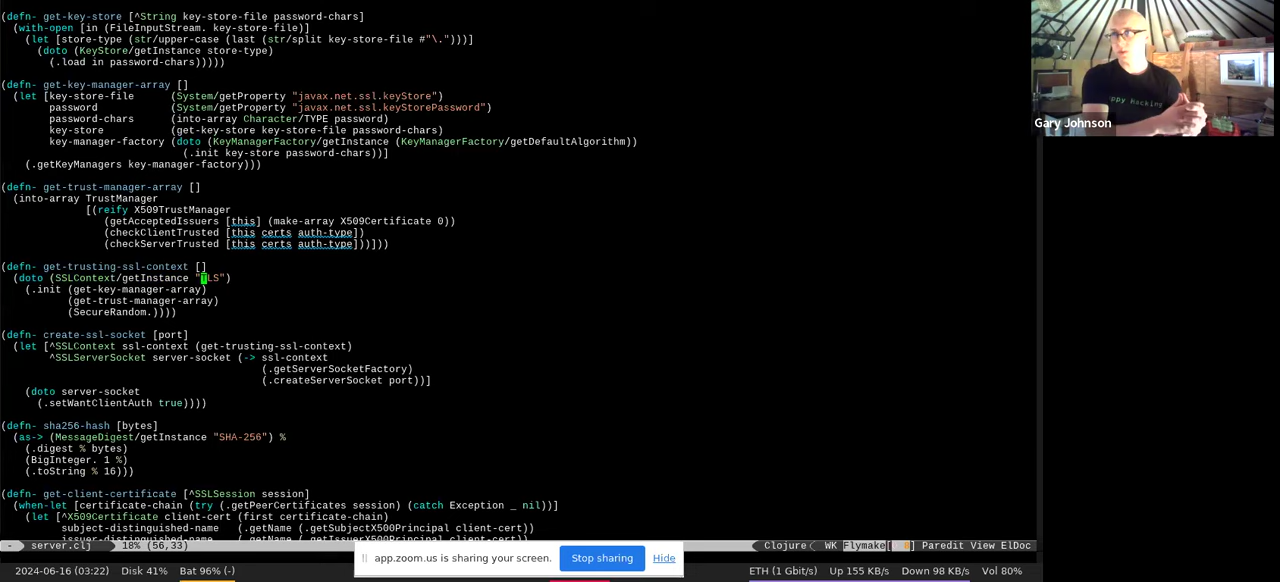 (defn- get-key-store [^String key-store-file password-chars]
  (with-open [in (FileInputStream. key-store-file)]
    (let [store-type (str/upper-case (last (str/split key-store-file #"\.")))]
      (doto (KeyStore/getInstance store-type)
        (.load in password-chars)))))
(defn- get-key-manager-array []
  (let [key-store-file      (System/getProperty "javax.net.ssl.keyStore")
        password            (System/getProperty "javax.net.ssl.keyStorePassword")
        password-chars      (into-array Character/TYPE password)
        key-store           (get-key-store key-store-file password-chars)
        key-manager-factory (doto (KeyManagerFactory/getInstance (KeyManagerFactory/getDefaultAlgorithm))
                              (.init key-store password-chars))]
    (.getKeyManagers key-manager-factory)))
(defn- get-trust-manager-array []
  (into-array TrustManager
              [(reify X509TrustManager
                 (getAcceptedIssuers [this] (make-array X509Certificate 0))
                 (checkClientTrusted [this certs auth-type])
                 (checkServerTrusted [this certs auth-type]))]))
(defn- get-trusting-ssl-context []
  (doto (SSLContext/getInstance "TLS")
    (.init (get-key-manager-array)
           (get-trust-manager-array)
           (SecureRandom.))))
(defn- create-ssl-socket [port]
  (let [^SSLContext ssl-context (get-trusting-ssl-context)
        ^SSLServerSocket server-socket (-> ssl-context
                                           (.getServerSocketFactory)
                                           (.createServerSocket port))]
    (doto server-socket
      (.setWantClientAuth true))))
(defn- sha256-hash [bytes]
  (as-> (MessageDigest/getInstance "SHA-256") %
    (.digest % bytes)
    (BigInteger. 1 %)
    (.toString % 16)))
(defn- get-client-certificate [^SSLSession session]
  (when-let [certificate-chain (try (.getPeerCertificates session) (catch Exception _ nil))]
    (let [^X509Certificate client-cert (first certificate-chain)
          subject-distinguished-name   (.getName (.getSubjectX500Principal client-cert))
          issuer-distinguished-name    (.getName (.getIssuerX500Principal client-cert))
- server.clj 18% (56,33) Clojure WK Flymake[ 8] Paredit View ElDoc
app.zoom.us is sharing your screen. Stop sharing Hide
2024-06-16 (03:22) Disk 41% Bat 96% (-) ETH (1 Gbit/s) Up 155 KB/s Down 98 KB/s Vol 80%
ppy Hacking
Gary Johnson